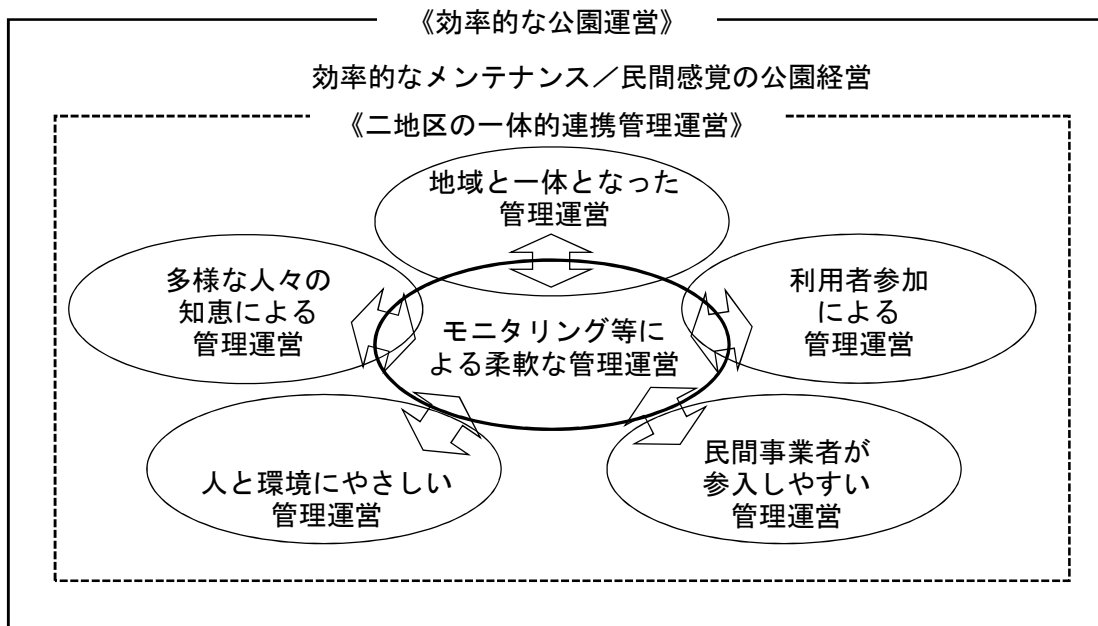 《効率的な公園運営》
効率的なメンテナンス／民間感覚の公園経営
《二地区の一体的連携管理運営》
地域と一体となった
管理運営
多様な人々の
知恵による
管理運営
利用者参加
による
管理運営
モニタリング等に
よる柔軟な管理運営
人と環境にやさしい
管理運営
民間事業者が
参入しやすい
管理運営